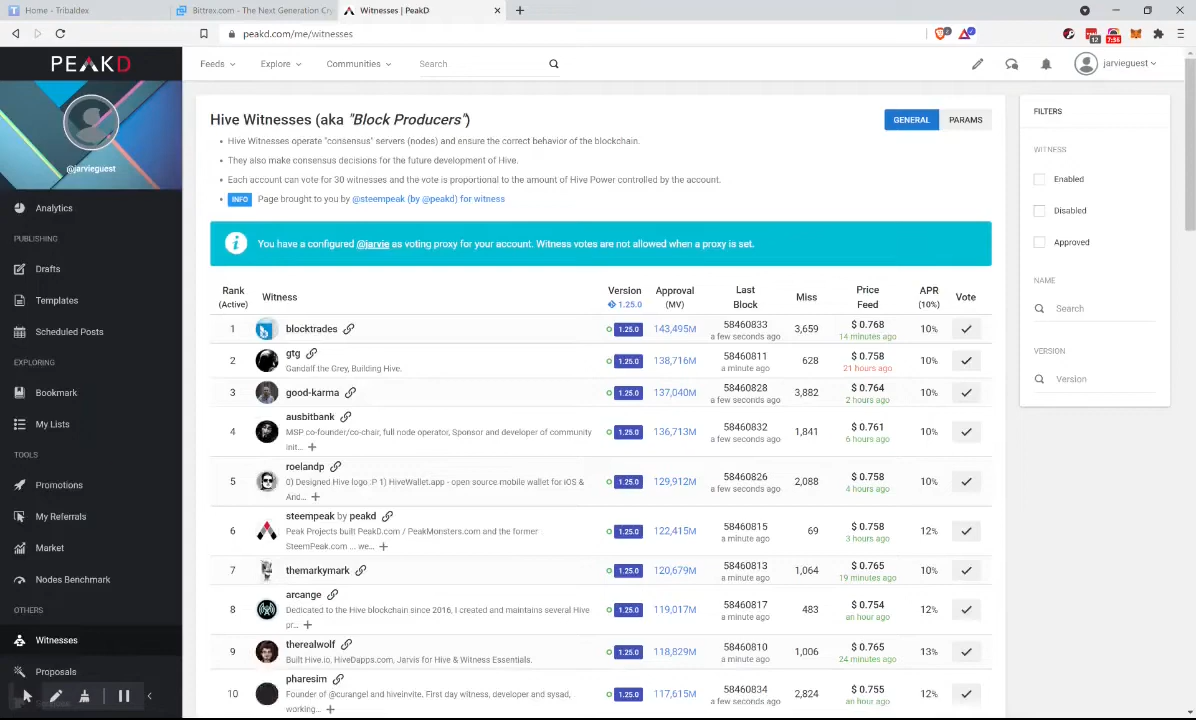 Home - Tribaldex
Bittrex.com - The Next Generation Cry
Witnesses | PeakD
peakd.com/me/witnesses
12
7:56
PEAKD
Feeds
Explore
Communities
Search
jarvieguest
@jarvieguest
Analytics
PUBLISHING
Drafts
Templates
Scheduled Posts
EXPLORING
Bookmark
My Lists
TOOLS
Promotions
My Referrals
Market
Nodes Benchmark
OTHERS
Witnesses
Proposals
Hive Witnesses (aka "Block Producers")
GENERAL PARAMS
Hive Witnesses operate "consensus" servers (nodes) and ensure the correct behavior of the blockchain.
They also make consensus decisions for the future development of Hive.
Each account can vote for 30 witnesses and the vote is proportional to the amount of Hive Power controlled by the account.
INFO Page brought to you by @steempeak (by @peakd) for witness
You have a configured @jarvie as voting proxy for your account. Witness votes are not allowed when a proxy is set.
Rank (Active) Witness Version 1.25.0 Approval (MV) Last Block Miss Price Feed APR (10%) Vote
1 blocktrades 1.25.0 143,495M 58460833 3,659 $ 0.768 10%
a few seconds ago 14 minutes ago
2 gtg 1.25.0 138,716M 58460811 628 $ 0.758 10%
Gandalf the Grey, Building Hive. a minute ago 21 hours ago
3 good-karma 1.25.0 137,040M 58460828 3,882 $ 0.764 10%
a few seconds ago 2 hours ago
4 ausbitbank 1.25.0 136,713M 58460832 1,841 $ 0.761 10%
MSP co-founder/co-chair, full node operator, Sponsor and developer of community a few seconds ago 6 hours ago
init...
5 roelandp 1.25.0 129,912M 58460826 2,088 $ 0.758 10%
0) Designed Hive logo :P 1) HiveWallet.app - open source mobile wallet for iOS & a few seconds ago 4 hours ago
And...
6 steempeak by peakd 1.25.0 122,415M 58460815 69 $ 0.758 12%
Peak Projects built PeakD.com / PeakMonsters.com and the former a minute ago 3 hours ago
SteemPeak.com ... we...
7 themarkymark 1.25.0 120,679M 58460813 1,064 $ 0.765 10%
a minute ago 19 minutes ago
8 arcange 1.25.0 119,017M 58460817 483 $ 0.754 12%
Dedicated to the Hive blockchain since 2016, I created and maintains several Hive a minute ago an hour ago
pr...
9 therealwolf 1.25.0 118,829M 58460810 1,006 $ 0.765 13%
Built Hive.io, HiveDapps.com, Jarvis for Hive & Witness Essentials. a minute ago 24 minutes ago
10 pharesim 1.25.0 117,615M 58460834 2,824 $ 0.755 12%
Founder of @curangel and hiveinvite. First day witness, developer and sysad, a few seconds ago an hour ago
working...
FILTERS
WITNESS
Enabled
Disabled
Approved
NAME
Search
VERSION
Version